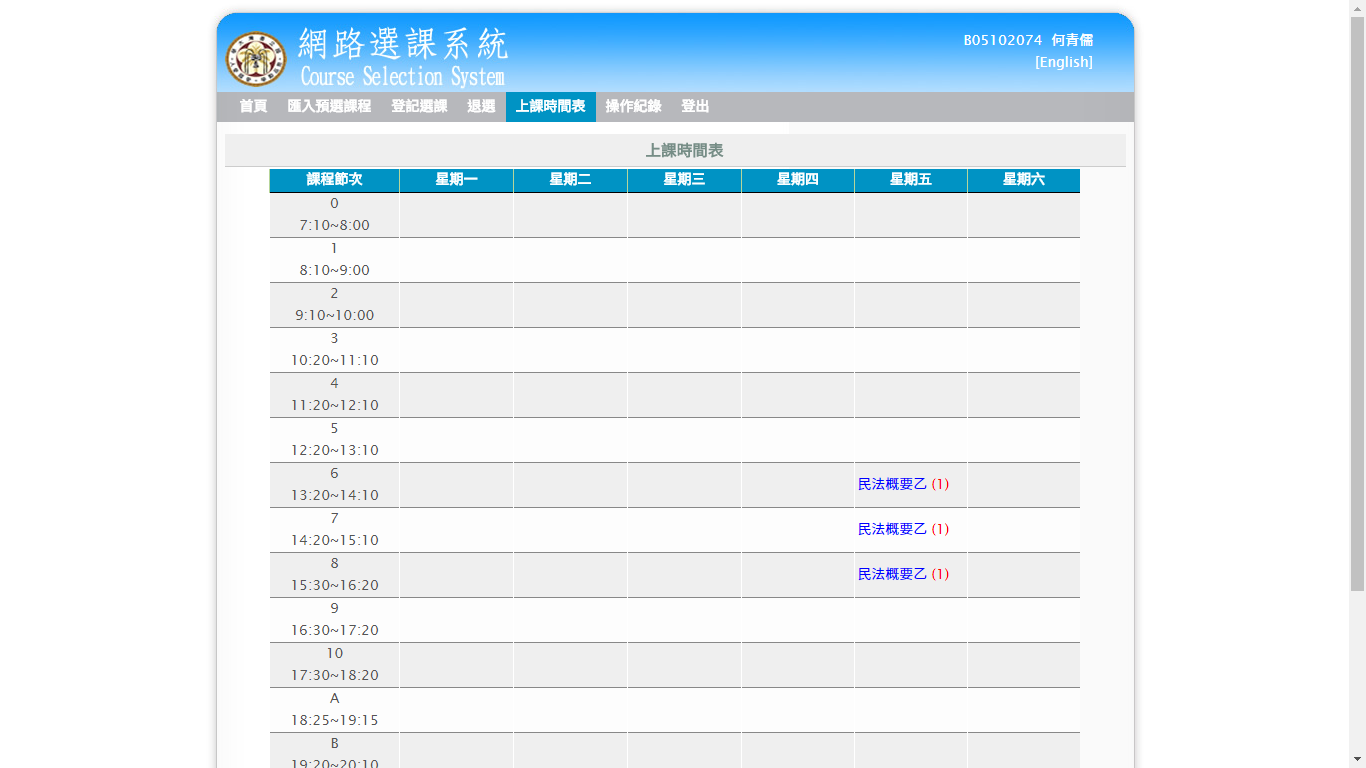 網路選課系統
Course Selection System
B05102074 何青儒
[English]
首頁 匯入預選課程 登記選課 退選 上課時間表 操作紀錄 登出
上課時間表
課程節次 星期一 星期二 星期三 星期四 星期五 星期六
0
7:10~8:00
1
8:10~9:00
2
9:10~10:00
3
10:20~11:10
4
11:20~12:10
5
12:20~13:10
6
13:20~14:10
民法概要乙 (1)
7
14:20~15:10
民法概要乙 (1)
8
15:30~16:20
民法概要乙 (1)
9
16:30~17:20
10
17:30~18:20
A
18:25~19:15
B
19:20~20:10